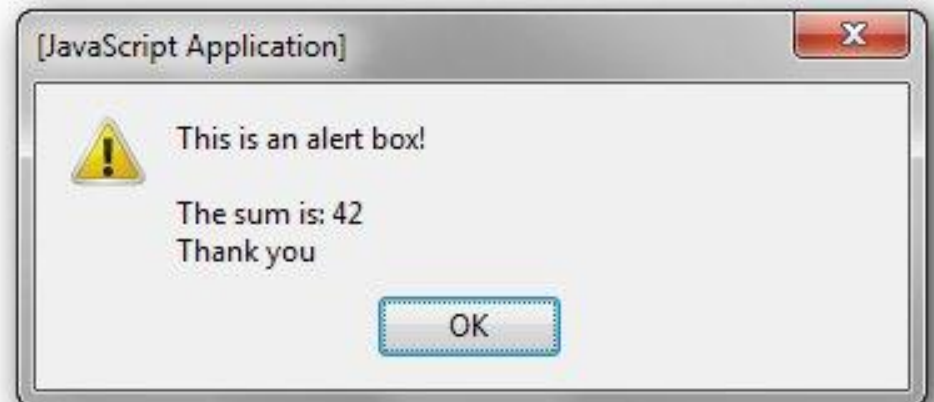 [JavaScript Application]
This is an alert box!
The sum is: 42
Thank you
OK